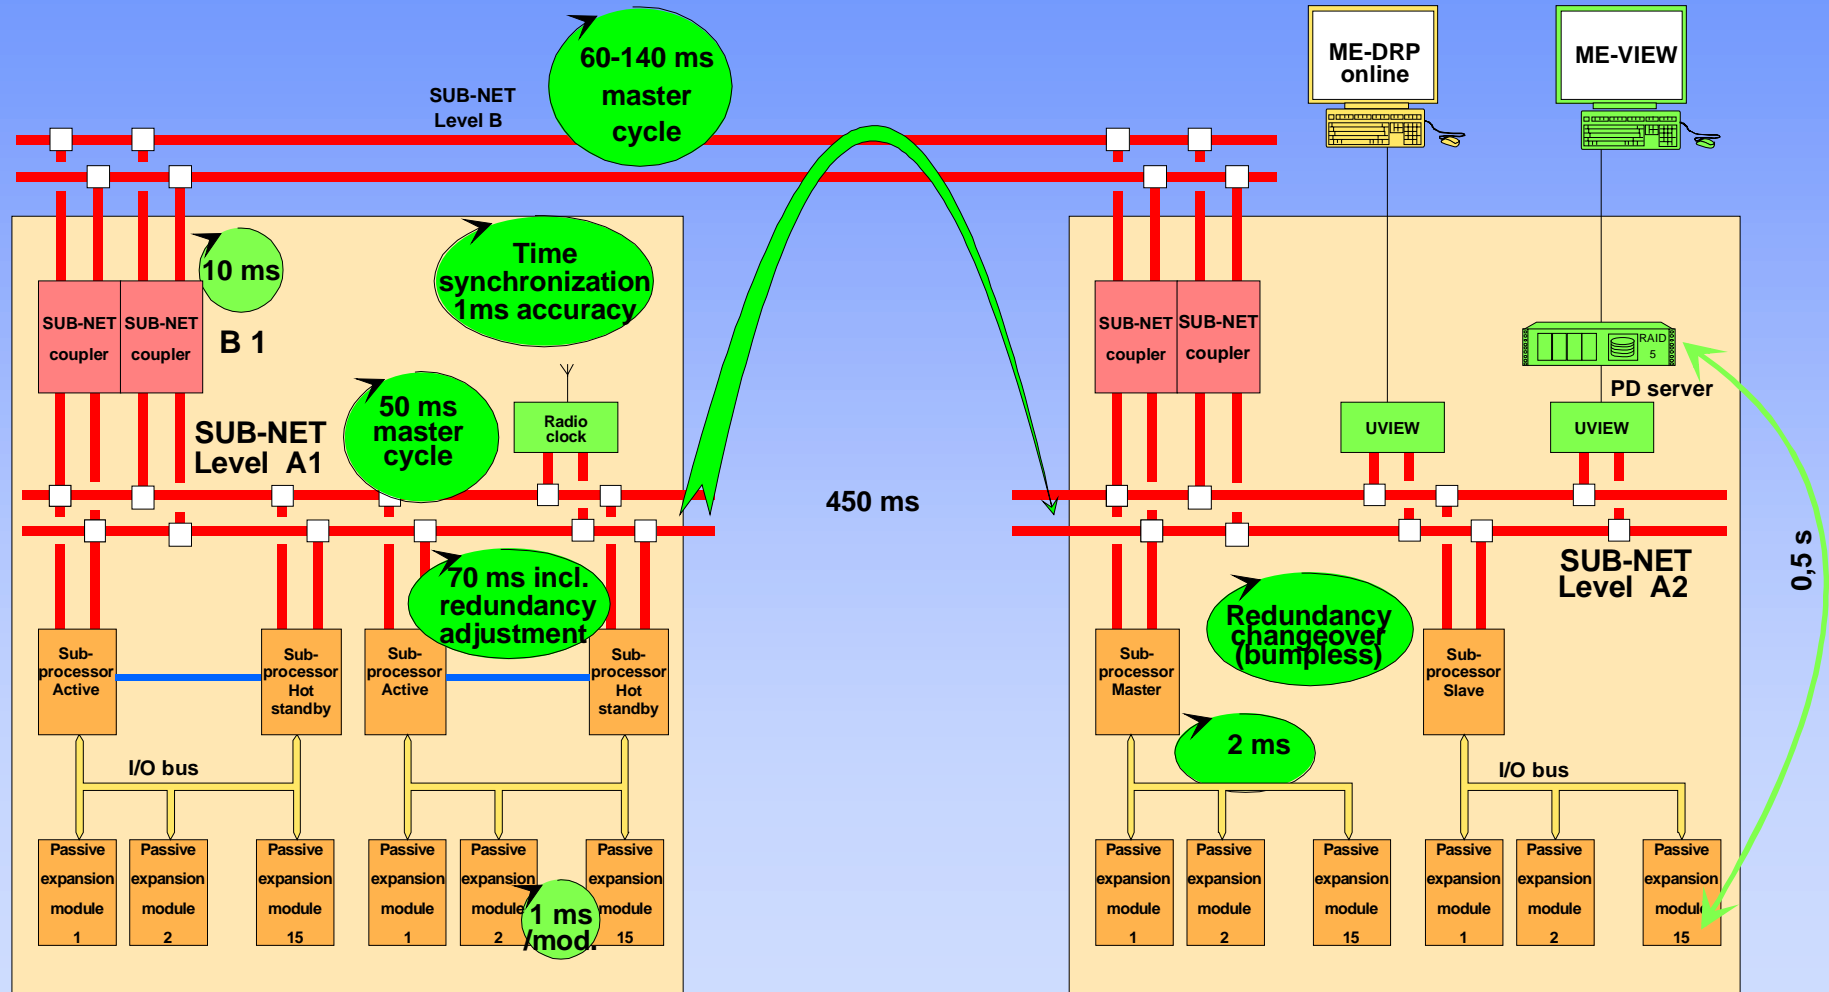 60-140 ms
master
cycle
SUB-NET
Level B
ME-DRP
online
ME-VIEW
10 ms
Time
synchronization
1ms accuracy
SUB-NET
coupler
SUB-NET
coupler
B 1
SUB-NET
coupler
SUB-NET
coupler
RAID
5
PD server
50 ms
master
cycle
Radio
clock
SUB-NET
Level A1
UVIEW
UVIEW
450 ms
0,5 s
SUB-NET
Level A2
70 ms incl.
redundancy
adjustment
Redundancy
changeover
(bumpless)
Sub-
processor
Active
Sub-
processor
Hot
standby
Sub-
processor
Active
Sub-
processor
Hot
standby
Sub-
processor
Master
Sub-
processor
Slave
2 ms
I/O bus
I/O bus
Passive
expansion
module
1
Passive
expansion
module
2
Passive
expansion
module
15
Passive
expansion
module
1
Passive
expansion
module
2
1 ms
/mod.
Passive
expansion
module
15
Passive
expansion
module
1
Passive
expansion
module
2
Passive
expansion
module
15
Passive
expansion
module
1
Passive
expansion
module
2
Passive
expansion
module
15